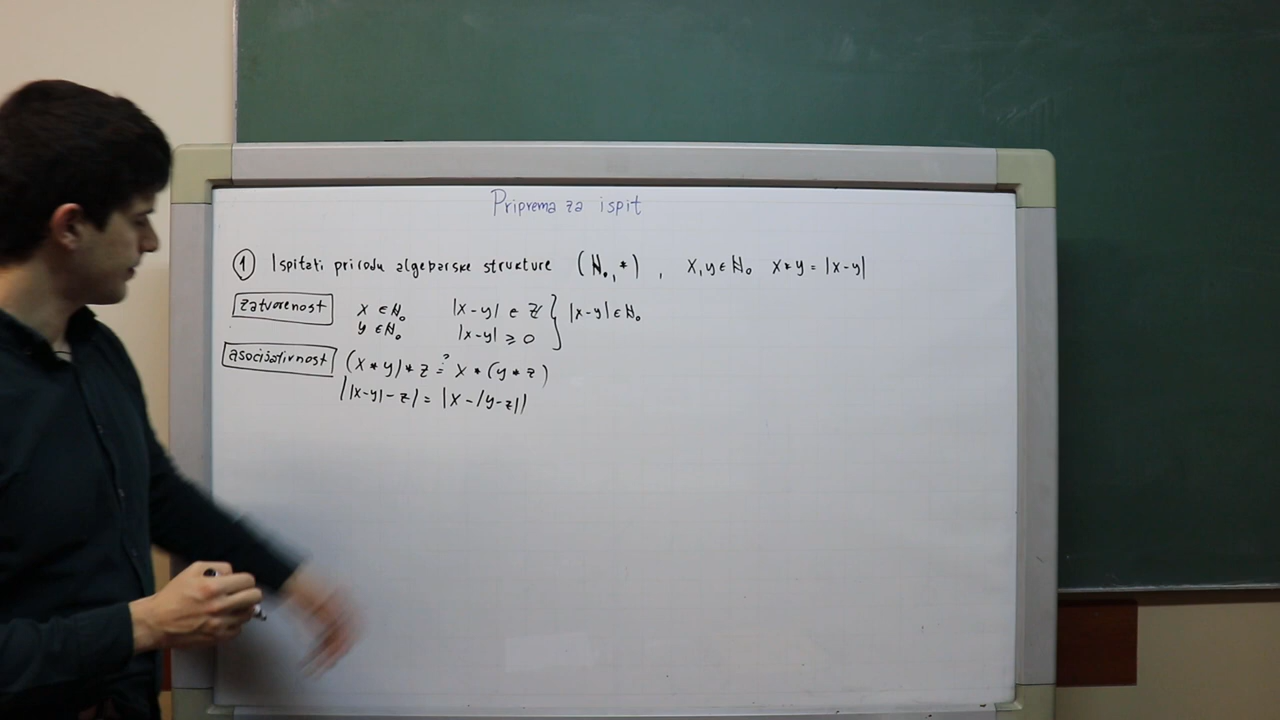 Priprema za ispit
① Ispitati prirodu algebarske strukture (ℕ₀,*), x,y∈ℕ₀ x*y = |x-y|
zatvorenost x ∈ℕ₀ |x-y| ∈ ℤ } |x-y|∈ℕ₀
y ∈ℕ₀ |x-y| ⩾ 0
asocijativnost (x*y)*z ≟ x*(y*z)
||x-y|-z| = |x-|y-z||